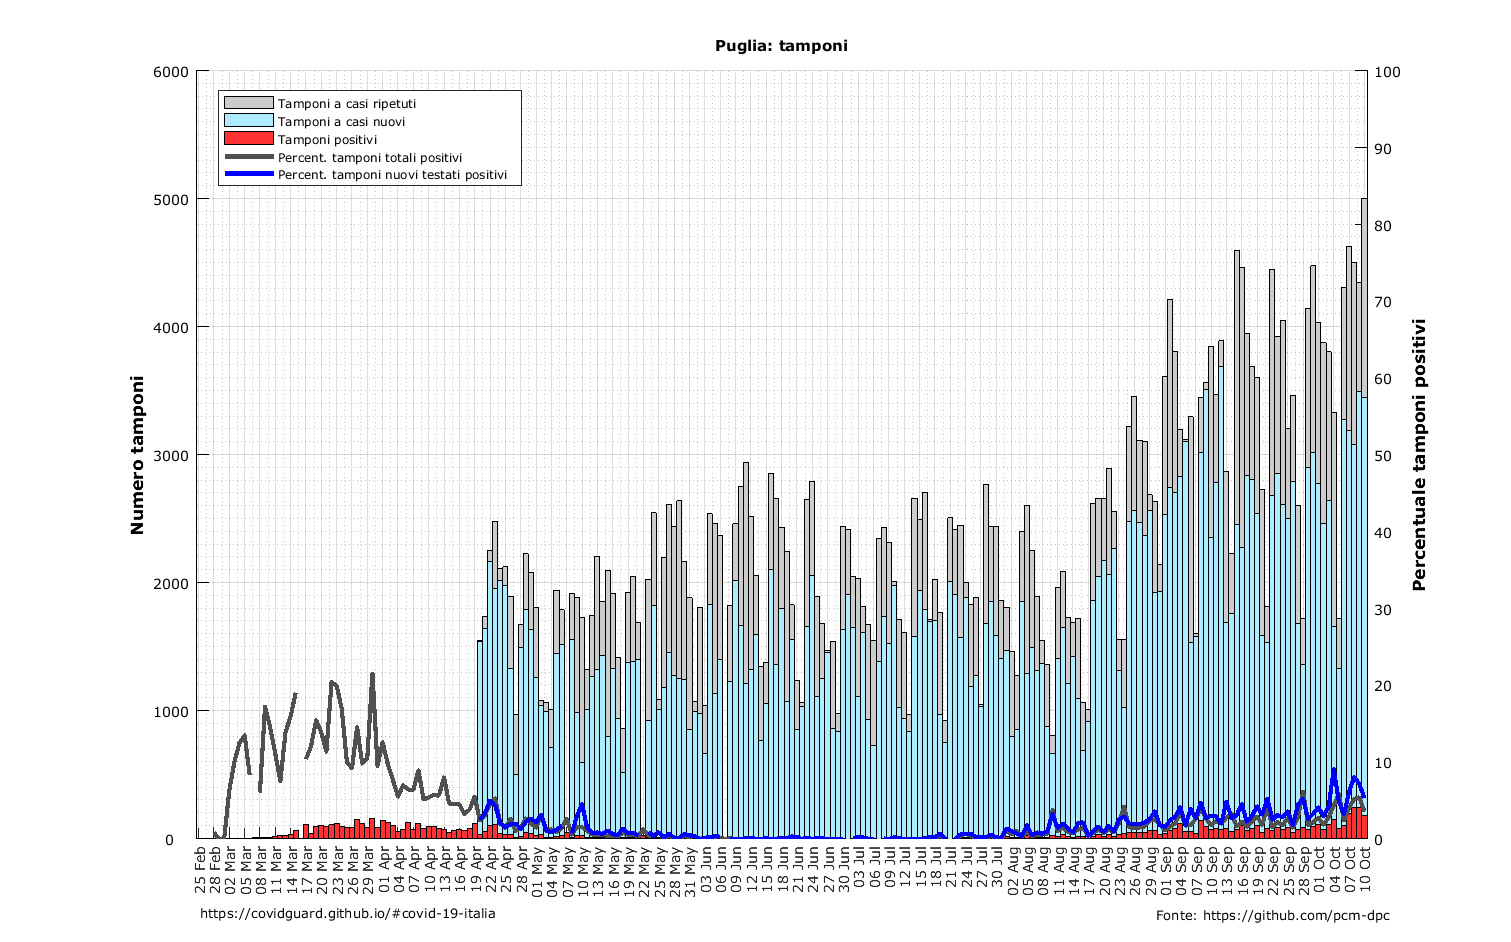 Puglia: tamponi
6000
5000
4000
3000
2000
1000
0
Numero tamponi
Tamponi a casi ripetuti
Tamponi a casi nuovi
Tamponi positivi
Percent. tamponi totali positivi
Percent. tamponi nuovi testati positivi
100
90
80
70
60
50
40
30
20
10
0
Percentuale tamponi positivi
25 Feb
28 Feb
02 Mar
05 Mar
08 Mar
11 Mar
14 Mar
17 Mar
20 Mar
23 Mar
26 Mar
29 Mar
01 Apr
04 Apr
07 Apr
10 Apr
13 Apr
16 Apr
19 Apr
22 Apr
25 Apr
28 Apr
01 May
04 May
07 May
10 May
13 May
16 May
19 May
22 May
25 May
28 May
31 May
03 Jun
06 Jun
09 Jun
12 Jun
15 Jun
18 Jun
21 Jun
24 Jun
27 Jun
30 Jun
03 Jul
06 Jul
09 Jul
12 Jul
15 Jul
18 Jul
21 Jul
24 Jul
27 Jul
30 Jul
02 Aug
05 Aug
08 Aug
11 Aug
14 Aug
17 Aug
20 Aug
23 Aug
26 Aug
29 Aug
01 Sep
04 Sep
07 Sep
10 Sep
13 Sep
16 Sep
19 Sep
22 Sep
25 Sep
28 Sep
01 Oct
04 Oct
07 Oct
10 Oct
https://covidguard.github.io/#covid-19-italia
Fonte: https://github.com/pcm-dpc